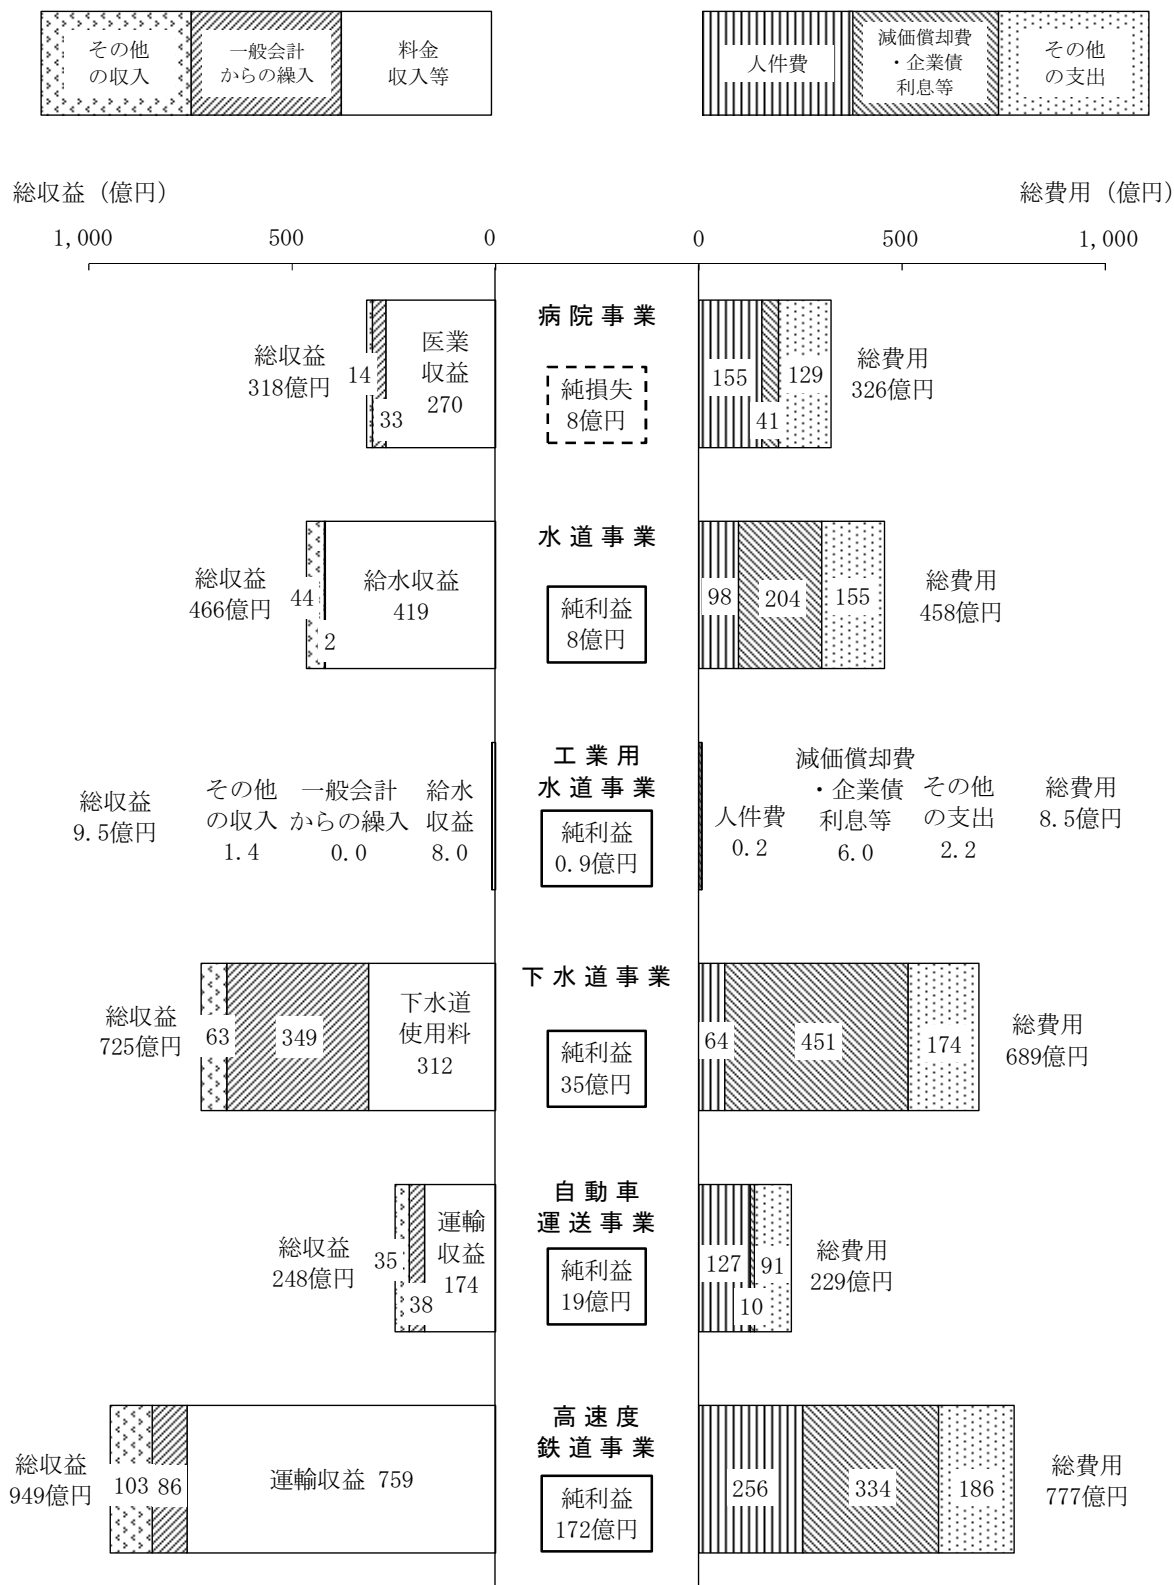 その他
の収入
一般会計
からの繰入
料金
収入等
人件費
減価償却費
・企業債
利息等
その他
の支出
総収益（億円）
総費用（億円）
1,000
500
0
0
500
1,000
病院事業
総収益
318億円
14
33
医業
収益
270
純損失
8億円
155
41
129
総費用
326億円
水道事業
総収益
466億円
44
2
給水収益
419
純利益
8億円
98
204
155
総費用
458億円
工業用
水道事業
総収益
9.5億円
その他
の収入
1.4
一般会計
からの繰入
0.0
給水
収益
8.0
純利益
0.9億円
人件費
0.2
減価償却費
・企業債
利息等
6.0
その他
の支出
2.2
総費用
8.5億円
下水道事業
総収益
725億円
63
349
下水道
使用料
312
純利益
35億円
64
451
174
総費用
689億円
自動車
運送事業
総収益
248億円
35
38
運輸
収益
174
純利益
19億円
127
10
91
総費用
229億円
高速度
鉄道事業
総収益
949億円
103
86
運輸収益 759
純利益
172億円
256
334
186
総費用
777億円